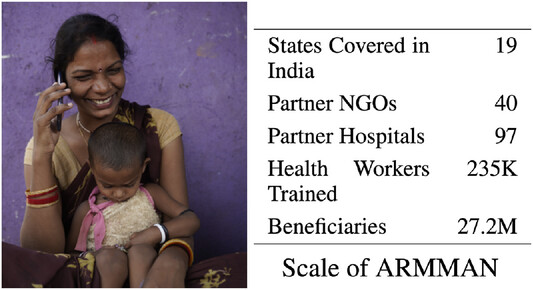 States Covered in 19
India
Partner NGOs 40
Partner Hospitals 97
Health Workers 235K
Trained
Beneficiaries 27.2M
Scale of ARMMAN